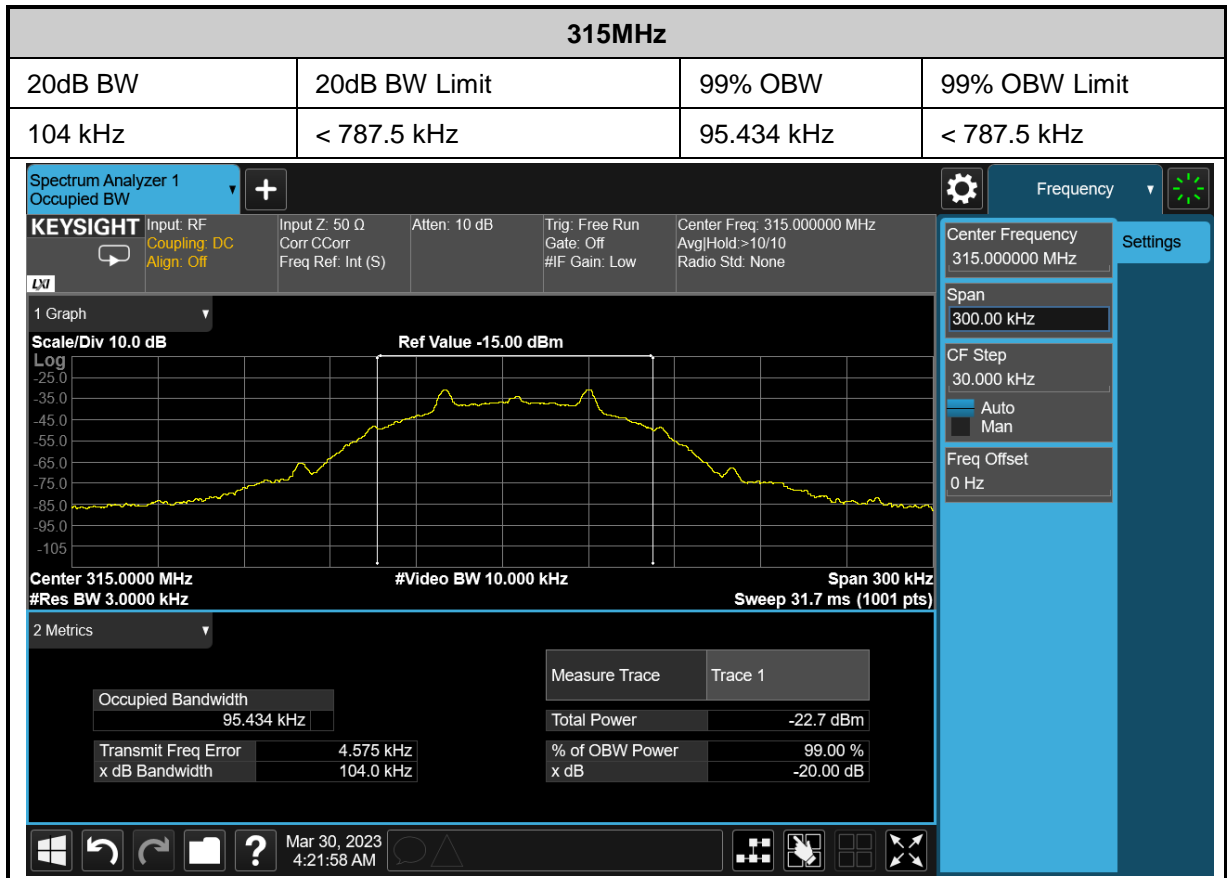 315MHz
20dB BW 20dB BW Limit 99% OBW 99% OBW Limit
104 kHz < 787.5 kHz 95.434 kHz < 787.5 kHz
Spectrum Analyzer 1
Occupied BW
Frequency
KEYSIGHT Input: RF Input Z: 50 Ω Atten: 10 dB Trig: Free Run Center Freq: 315.000000 MHz
Coupling: DC Corr CCorr Gate: Off Avg|Hold:>10/10
Align: Off Freq Ref: Int (S) #IF Gain: Low Radio Std: None
LXI
Center Frequency
315.000000 MHz
Settings
Span
300.00 kHz
CF Step
30.000 kHz
Auto
Man
Freq Offset
0 Hz
1 Graph
Scale/Div 10.0 dB Ref Value -15.00 dBm
Log
-25.0
-35.0
-45.0
-55.0
-65.0
-75.0
-85.0
-95.0
-105
Center 315.0000 MHz #Video BW 10.000 kHz Span 300 kHz
#Res BW 3.0000 kHz Sweep 31.7 ms (1001 pts)
2 Metrics
Measure Trace Trace 1
Occupied Bandwidth
95.434 kHz Total Power -22.7 dBm
Transmit Freq Error 4.575 kHz % of OBW Power 99.00 %
x dB Bandwidth 104.0 kHz x dB -20.00 dB
?
Mar 30, 2023
4:21:58 AM